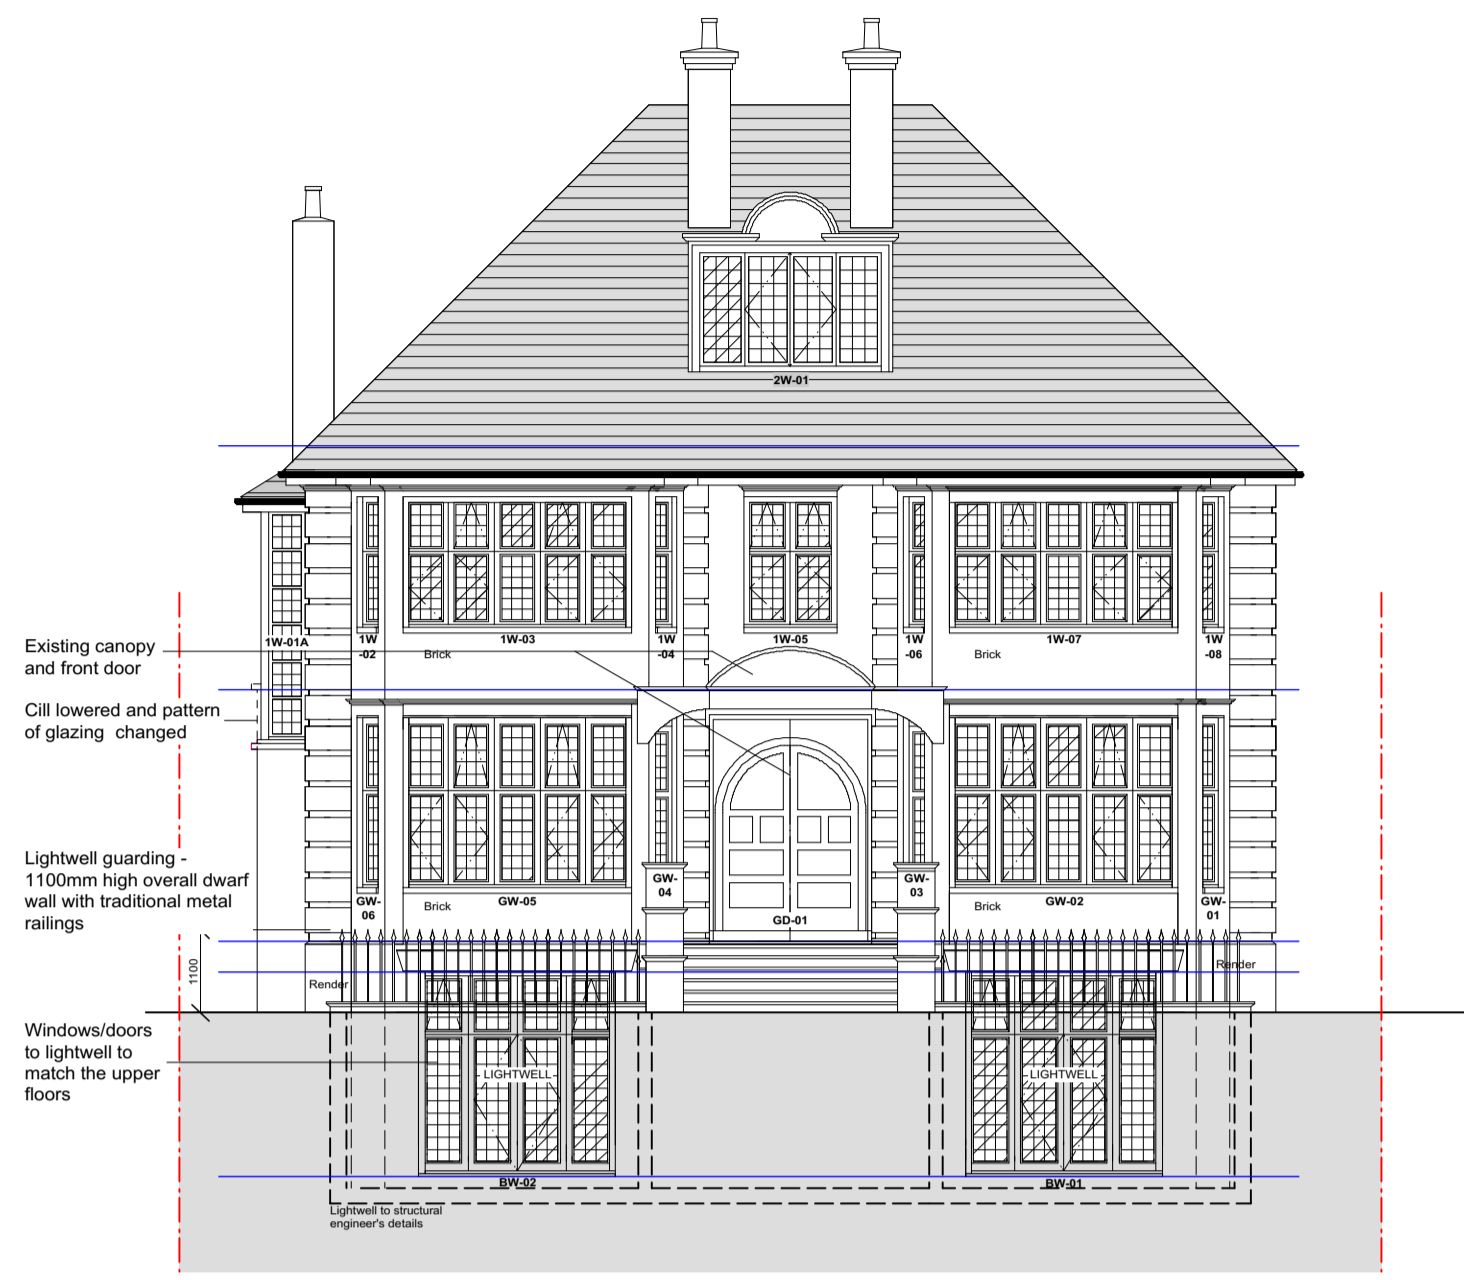 2W-01
1W-01A
1W
-02
1W-03
1W
-04
1W-05
1W
-06
1W-07
1W
-08
Existing canopy
and front door
Brick
Brick
Cill lowered and pattern
of glazing changed
Lightwell guarding -
1100mm high overall dwarf
wall with traditional metal
railings
GW-
06
GW-05
GW-
04
GD-01
GW-
03
GW-02
GW-
01
Brick
Brick
1100
Render
Render
Windows/doors
to lightwell to
match the upper
floors
LIGHTWELL
LIGHTWELL
BW-02
BW-01
Lightwell to structural
engineer's details